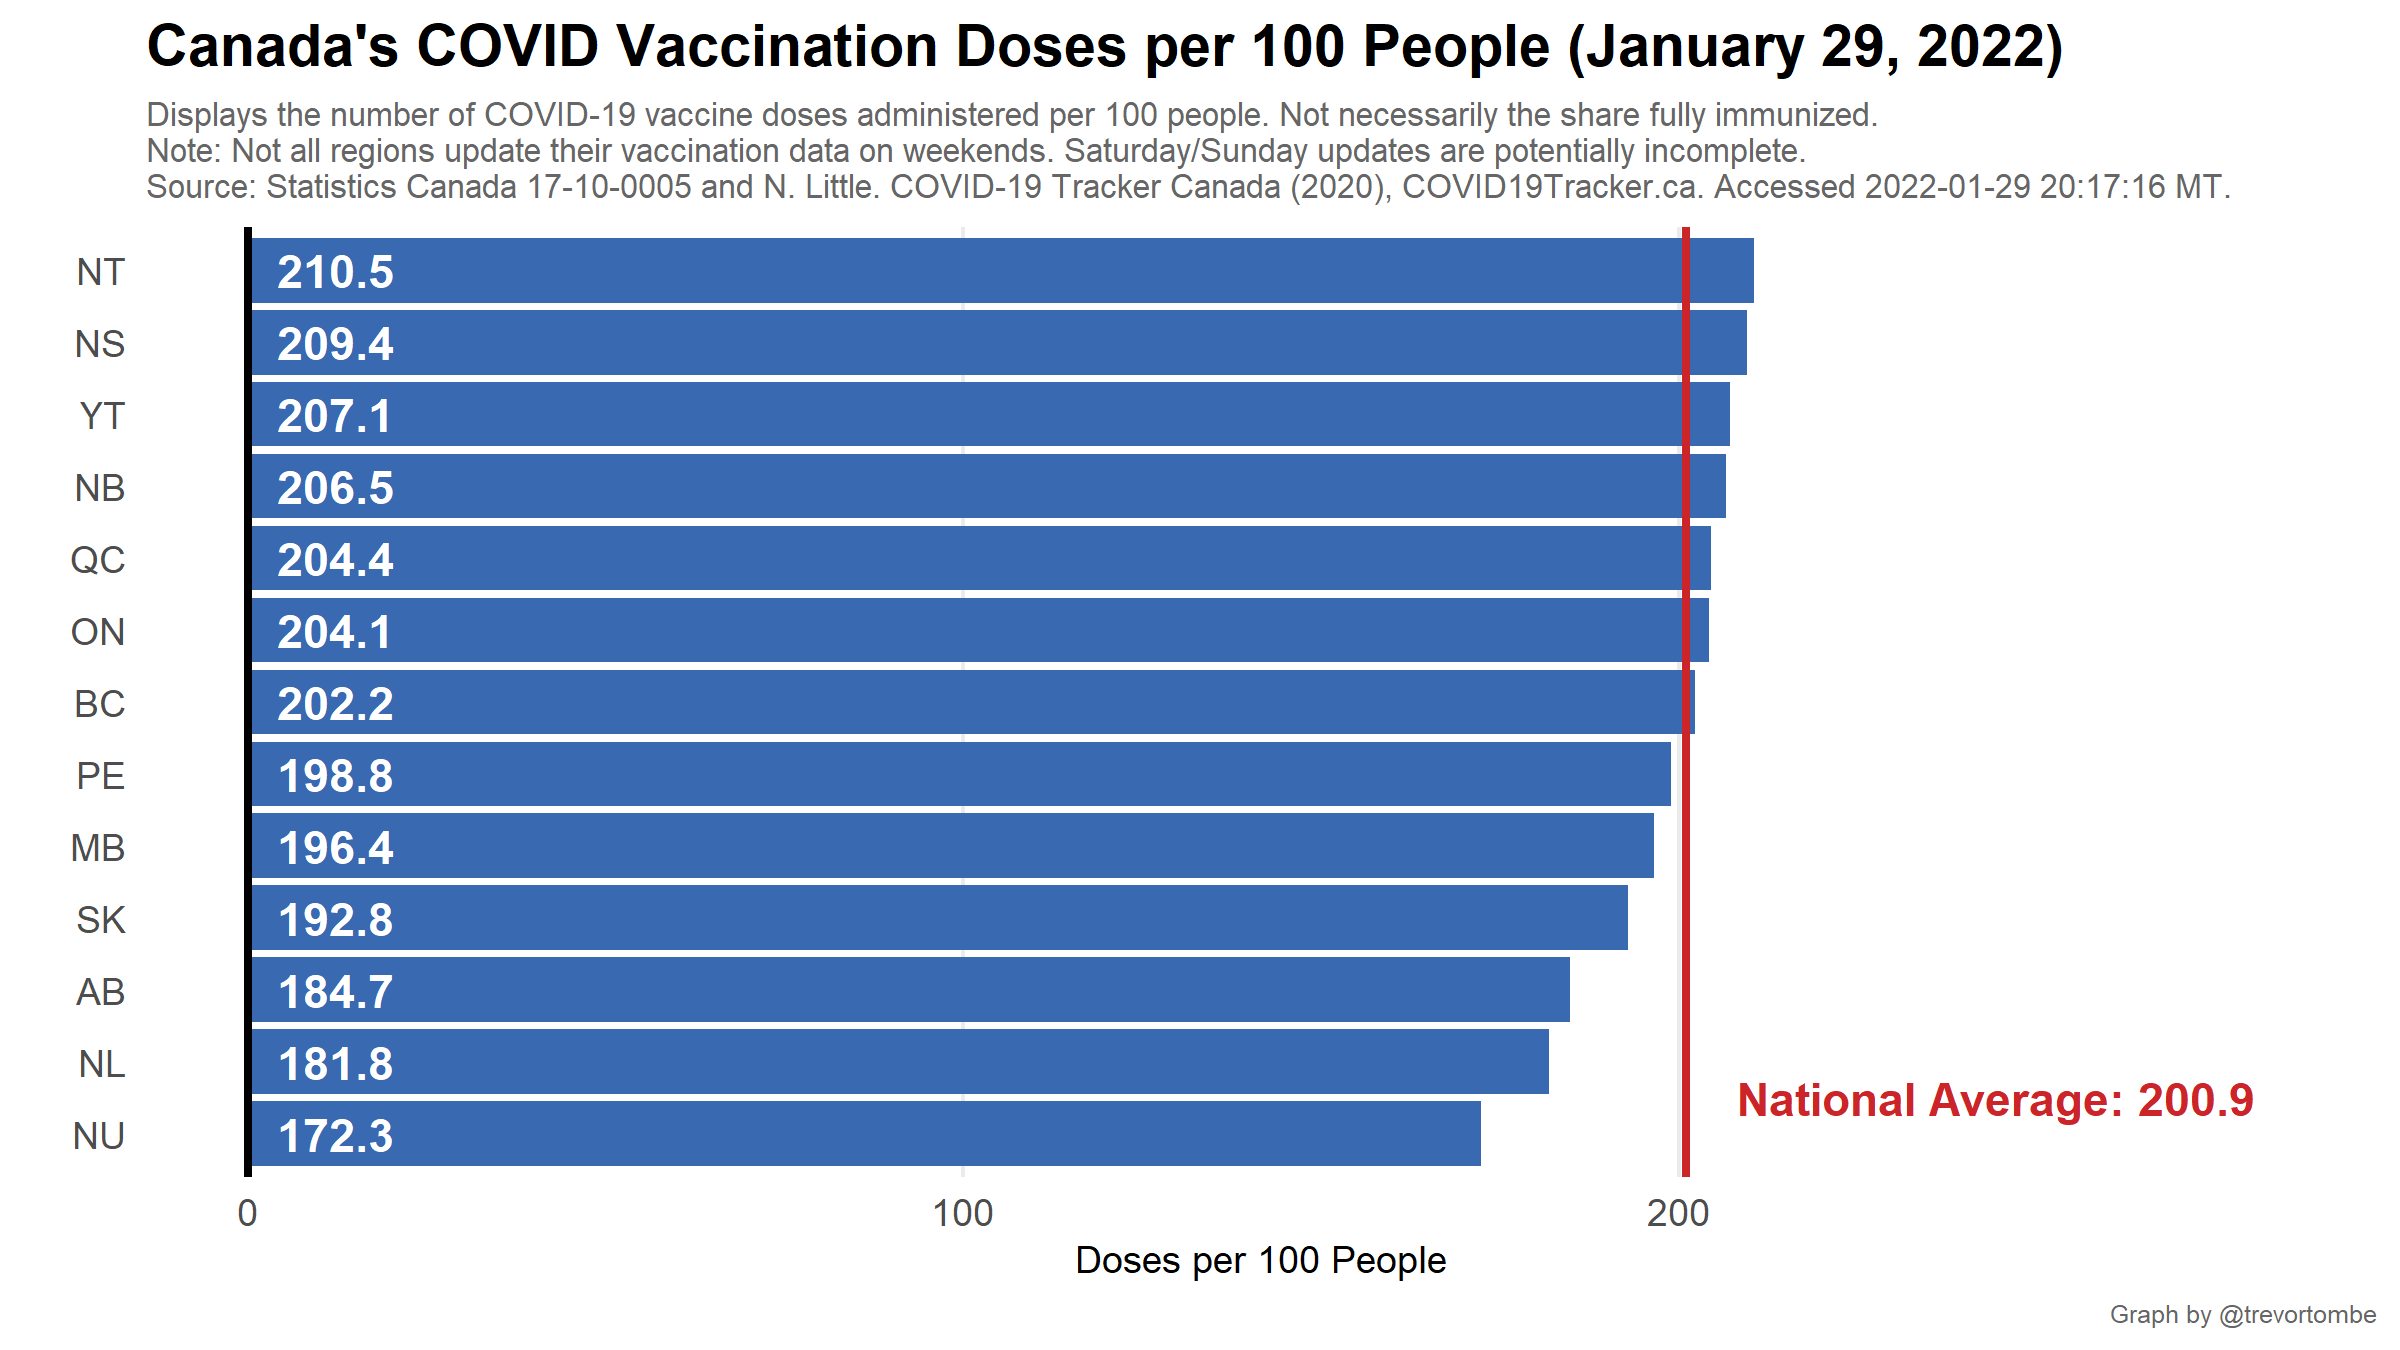 Canada's COVID Vaccination Doses per 100 People (January 29, 2022)
Displays the number of COVID-19 vaccine doses administered per 100 people. Not necessarily the share fully immunized.
Note: Not all regions update their vaccination data on weekends. Saturday/Sunday updates are potentially incomplete.
Source: Statistics Canada 17-10-0005 and N. Little. COVID-19 Tracker Canada (2020), COVID19Tracker.ca. Accessed 2022-01-29 20:17:16 MT.
NT 210.5
NS 209.4
YT 207.1
NB 206.5
QC 204.4
ON 204.1
BC 202.2
PE 198.8
MB 196.4
SK 192.8
AB 184.7
NL 181.8
National Average: 200.9
NU 172.3
0 100 200
Doses per 100 People
Graph by @trevortombe